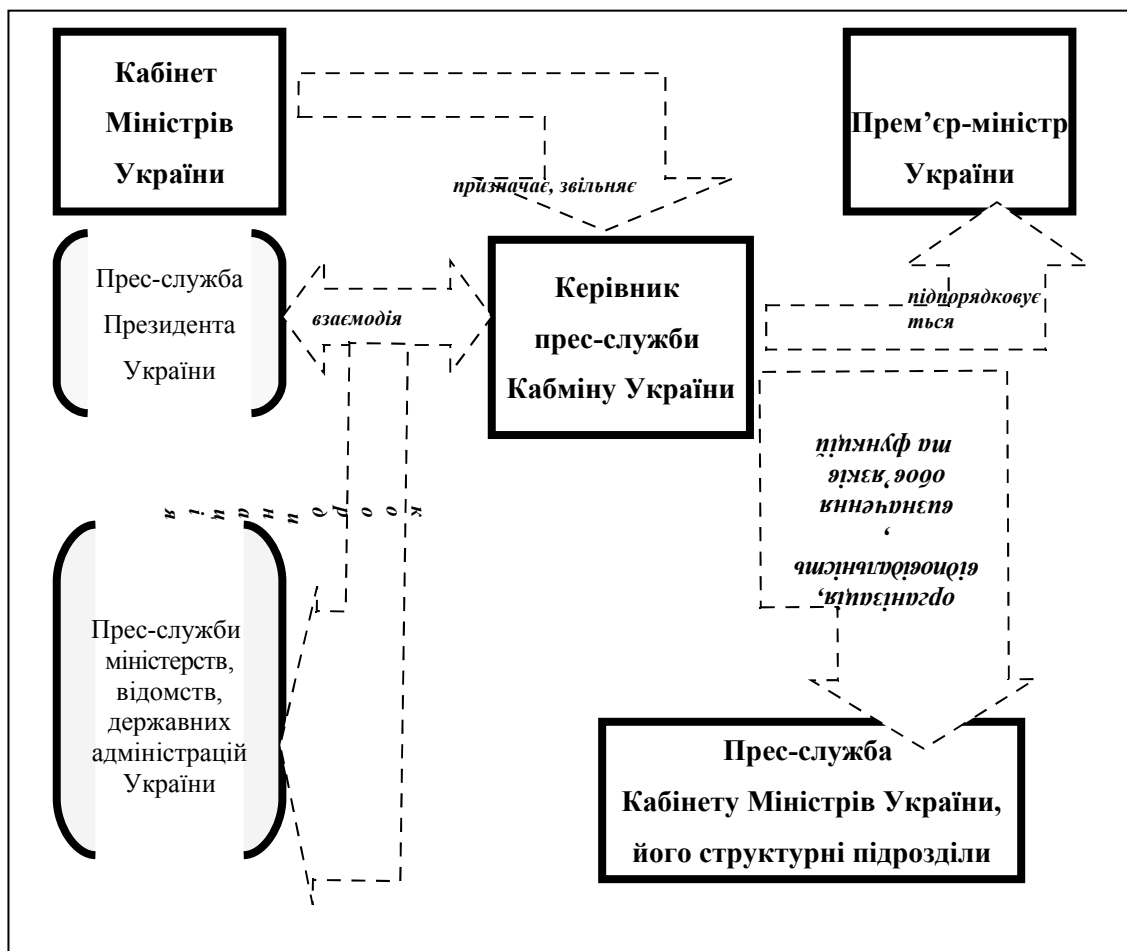 Кабінет
Міністрів
України
Прем’єр-міністр
України
призначає, звільняє
Прес-служба
Президента
України
взаємодія
Керівник
прес-служби
Кабміну України
підпорядковує
ться
організація,
відповідальність
,
визначення
обов’язків
та функцій
координація
Прес-служби
міністерств,
відомств,
державних
адміністрацій
України
Прес-служба
Кабінету Міністрів України,
його структурні підрозділи